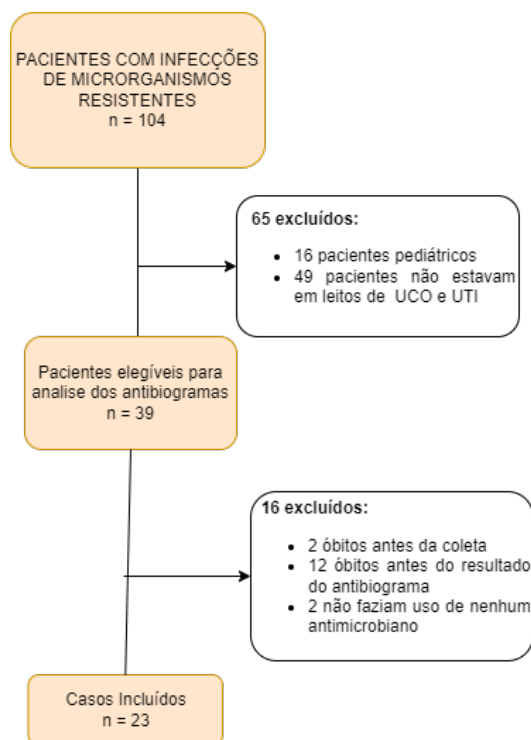 PACIENTES COM INFECÇÕES
DE MICRORGANISMOS
RESISTENTES
n = 104
65 excluídos:
• 16 pacientes pediátricos
• 49 pacientes não estavam
em leitos de UCO e UTI
Pacientes elegíveis para
analise dos antibiogramas
n = 39
16 excluídos:
• 2 óbitos antes da coleta
• 12 óbitos antes do resultado
do antibiograma
• 2 não faziam uso de nenhum
antimicrobiano
Casos Incluídos
n = 23